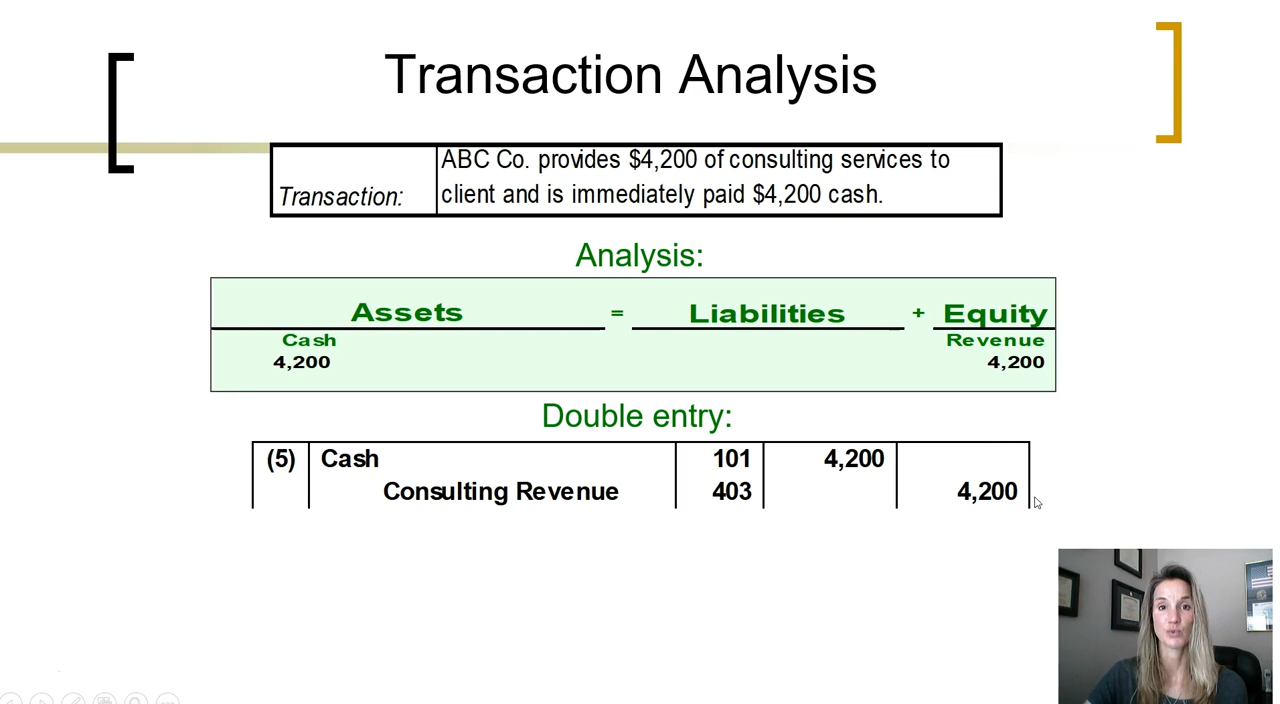 Transaction Analysis
Transaction:
ABC Co. provides $4,200 of consulting services to
client and is immediately paid $4,200 cash.
Analysis:
Assets = Liabilities + Equity
Cash Revenue
4,200 4,200
Double entry:
(5) Cash 101 4,200
Consulting Revenue 403 4,200